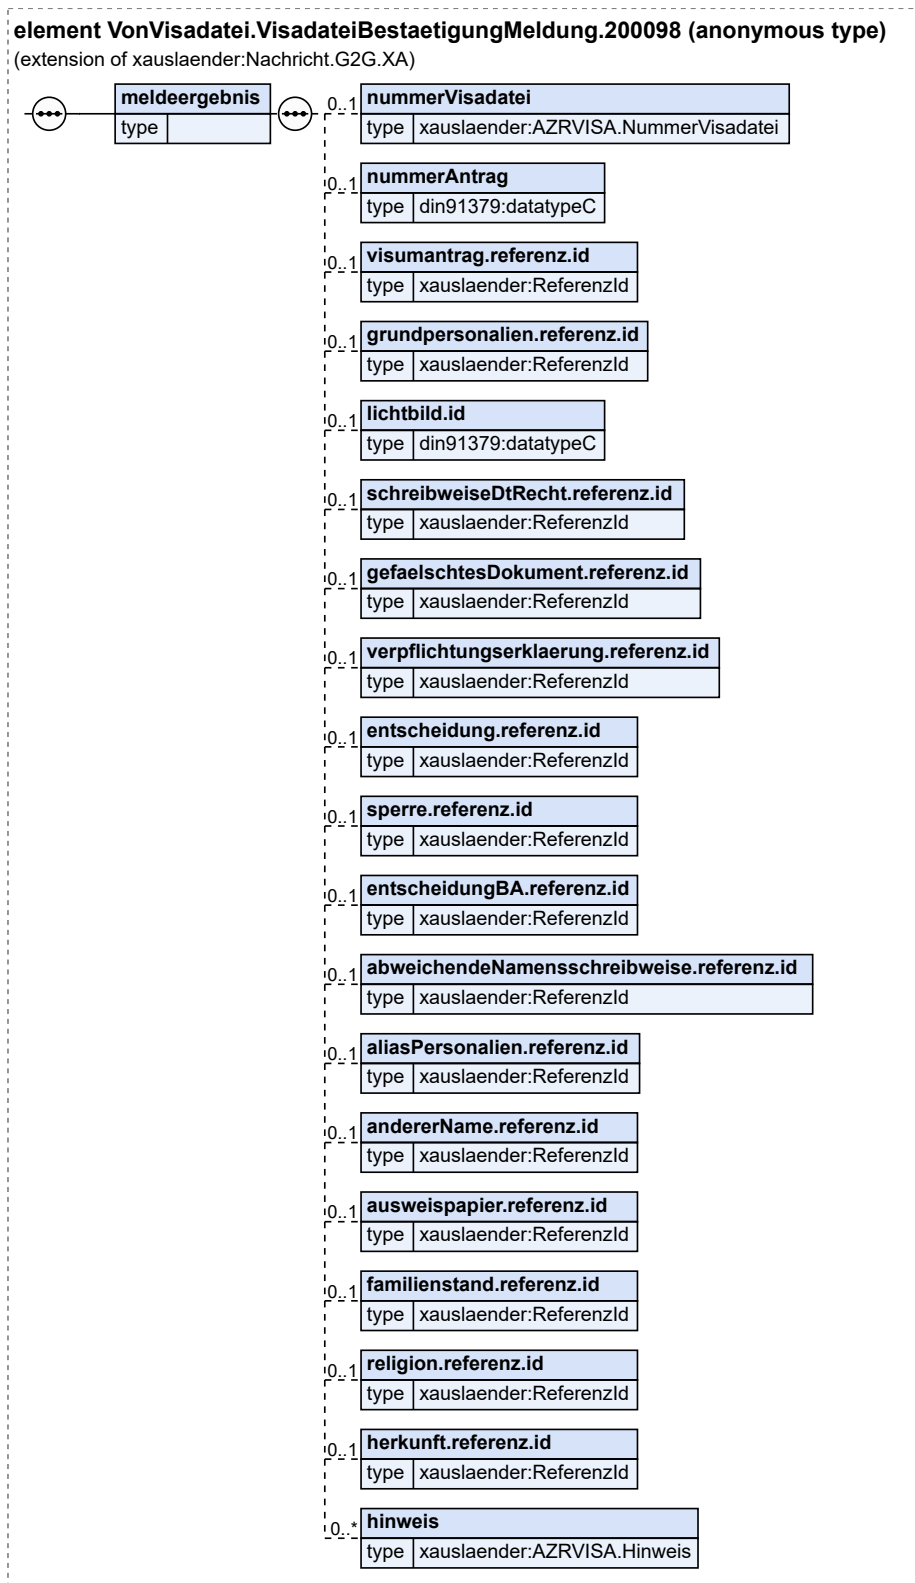 element VonVisadatei.VisadateiBestaetigungMeldung.200098 (anonymous type)
(extension of xauslaender:Nachricht.G2G.XA)
meldeergebnis
type
0..1 nummerVisadatei
type xauslaender:AZRVISA.NummerVisadatei
0..1 nummerAntrag
type din91379:datatypeC
0..1 visumantrag.referenz.id
type xauslaender:ReferenzId
0..1 grundpersonalien.referenz.id
type xauslaender:ReferenzId
0..1 lichtbild.id
type din91379:datatypeC
0..1 schreibweiseDtRecht.referenz.id
type xauslaender:ReferenzId
0..1 gefaelschtesDokument.referenz.id
type xauslaender:ReferenzId
0..1 verpflichtungserklaerung.referenz.id
type xauslaender:ReferenzId
0..1 entscheidung.referenz.id
type xauslaender:ReferenzId
0..1 sperre.referenz.id
type xauslaender:ReferenzId
0..1 entscheidungBA.referenz.id
type xauslaender:ReferenzId
0..1 abweichendeNamensschreibweise.referenz.id
type xauslaender:ReferenzId
0..1 aliasPersonalien.referenz.id
type xauslaender:ReferenzId
0..1 andererName.referenz.id
type xauslaender:ReferenzId
0..1 ausweispapier.referenz.id
type xauslaender:ReferenzId
0..1 familienstand.referenz.id
type xauslaender:ReferenzId
0..1 religion.referenz.id
type xauslaender:ReferenzId
0..1 herkunft.referenz.id
type xauslaender:ReferenzId
0..* hinweis
type xauslaender:AZRVISA.Hinweis